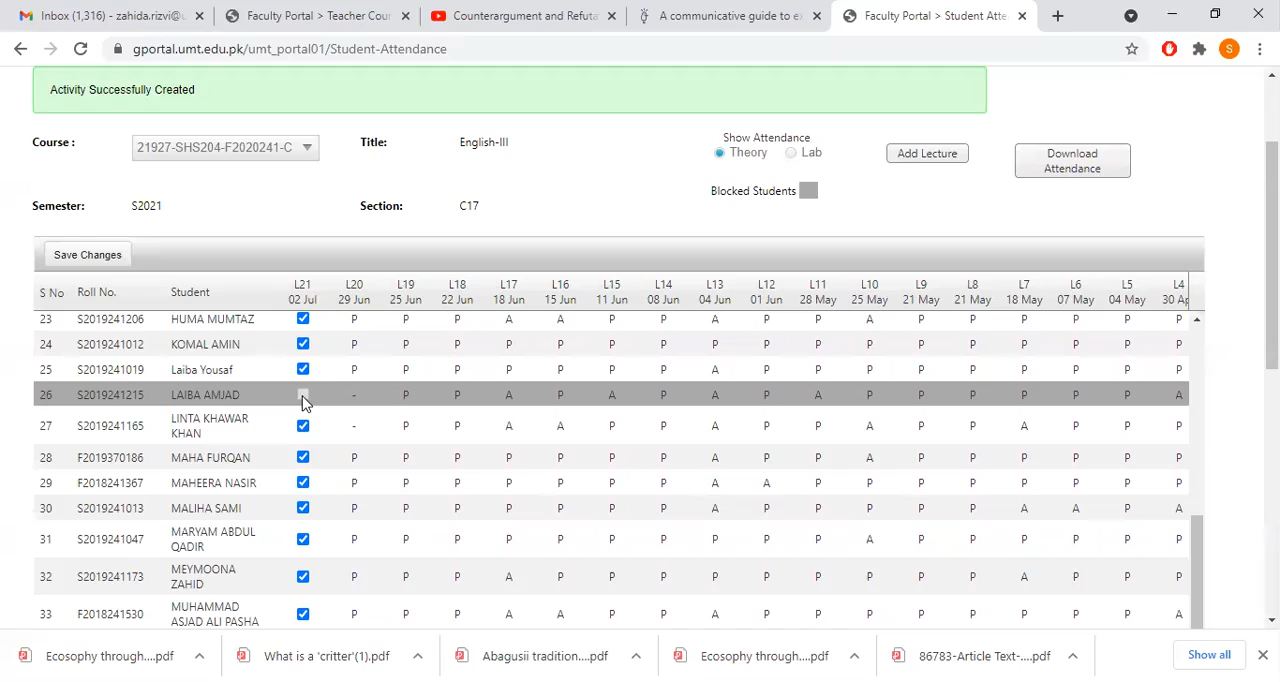 Inbox (1,316) - zahida.rizvi@u
Faculty Portal > Teacher Cour
Counterargument and Refuta
A communicative guide to e
Faculty Portal > Student Atte
gportal.umt.edu.pk/umt_portal01/Student-Attendance
S
Activity Successfully Created
Course : 21927-SHS204-F2020241-C Title: English-III
Show Attendance
Theory Lab
Add Lecture
Download
Attendance
Blocked Students
Semester: S2021 Section: C17
Save Changes
S No Roll No. Student
L21 L20 L19 L18 L17 L16 L15 L14 L13 L12 L11 L10 L9 L8 L7 L6 L5 L4
02 Jul 29 Jun 25 Jun 22 Jun 18 Jun 15 Jun 11 Jun 08 Jun 04 Jun 01 Jun 28 May 25 May 21 May 21 May 18 May 07 May 04 May 30 Ap
23 S2019241206 HUMA MUMTAZ P P P A A P P A P P A P P P P P P
24 S2019241012 KOMAL AMIN P P P P P P P P P P P P P P P P P
25 S2019241019 Laiba Yousaf P P P P P P P A P P P P P P P P P
26 S2019241215 LAIBA AMJAD - P P A P A P A P A P P P P P P A
27 S2019241165 LINTA KHAWAR
KHAN - P P A A P P A P P A P P A P P P
28 F2019370186 MAHA FURQAN P P P P P P P A P P A P P P P P P
29 F2018241367 MAHEERA NASIR P P P P P P P A A P P P P P P P P
30 S2019241013 MALIHA SAMI P P P P P P P P P P P P P A A P A
31 S2019241047 MARYAM ABDUL
QADIR P P P P P P P P P P A P P P P P P
32 S2019241173 MEYMOONA
ZAHID P P P A P P P P P P P P P A P P P
33 F2018241530 MUHAMMAD
ASJAD ALI PASHA P P P A A P P A P P P P P P P P A
Ecosophy through....pdf
What is a 'critter'(1).pdf
Abagusii tradition....pdf
Ecosophy through....pdf
86783-Article Text-....pdf
Show all